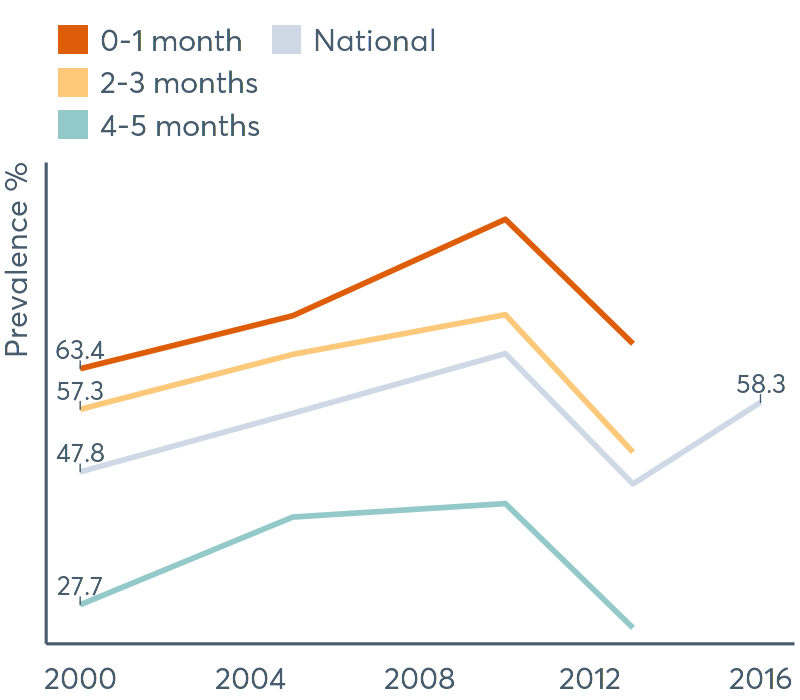 0-1 month National
2-3 months
4-5 months
Prevalence %
63.4
57.3
47.8
27.7
58.3
2000 2004 2008 2012 2016